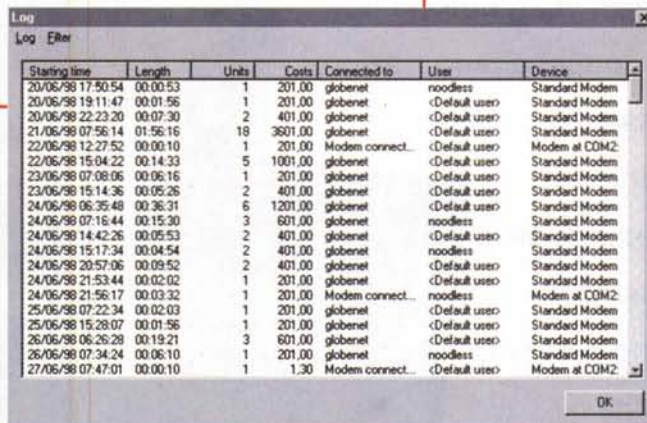 Log
Log Filter
Starting time Length Units Costs Connected to User Device
20/06/98 17:50:54 00:00:53 1 201,00 globenet noodless Standard Modem
20/06/98 19:11:47 00:01:56 1 201,00 globenet <Default user> Standard Modem
20/06/98 22:23:20 00:07:30 2 401,00 globenet <Default user> Standard Modem
21/06/98 07:56:14 01:56:16 18 3601,00 globenet <Default user> Standard Modem
22/06/98 12:27:52 00:00:10 1 201,00 Modem connect... <Default user> Modem at COM2:
22/06/98 15:04:22 00:14:33 5 1001,00 globenet <Default user> Standard Modem
23/06/98 07:08:06 00:06:16 1 201,00 globenet <Default user> Standard Modem
23/06/98 15:14:36 00:05:26 2 401,00 globenet <Default user> Standard Modem
24/06/98 06:35:48 00:36:31 6 1201,00 globenet <Default user> Standard Modem
24/06/98 07:16:44 00:15:30 3 601,00 globenet noodless Standard Modem
24/06/98 14:42:26 00:05:53 2 401,00 globenet <Default user> Standard Modem
24/06/98 15:17:34 00:04:54 2 401,00 globenet noodless Standard Modem
24/06/98 20:57:06 00:09:52 2 401,00 globenet <Default user> Standard Modem
24/06/98 21:53:44 00:02:02 1 201,00 globenet <Default user> Standard Modem
24/06/98 21:56:17 00:03:32 1 201,00 Modem connect... noodless Modem at COM2:
25/06/98 07:22:34 00:02:03 1 201,00 globenet <Default user> Standard Modem
25/06/98 15:28:07 00:01:56 1 201,00 globenet <Default user> Standard Modem
26/06/98 06:26:28 00:19:21 3 601,00 globenet <Default user> Standard Modem
26/06/98 07:34:24 00:06:10 1 201,00 globenet noodless Standard Modem
27/06/98 07:47:01 00:00:10 1 1,30 Modem connect... <Default user> Modem at COM2:
OK